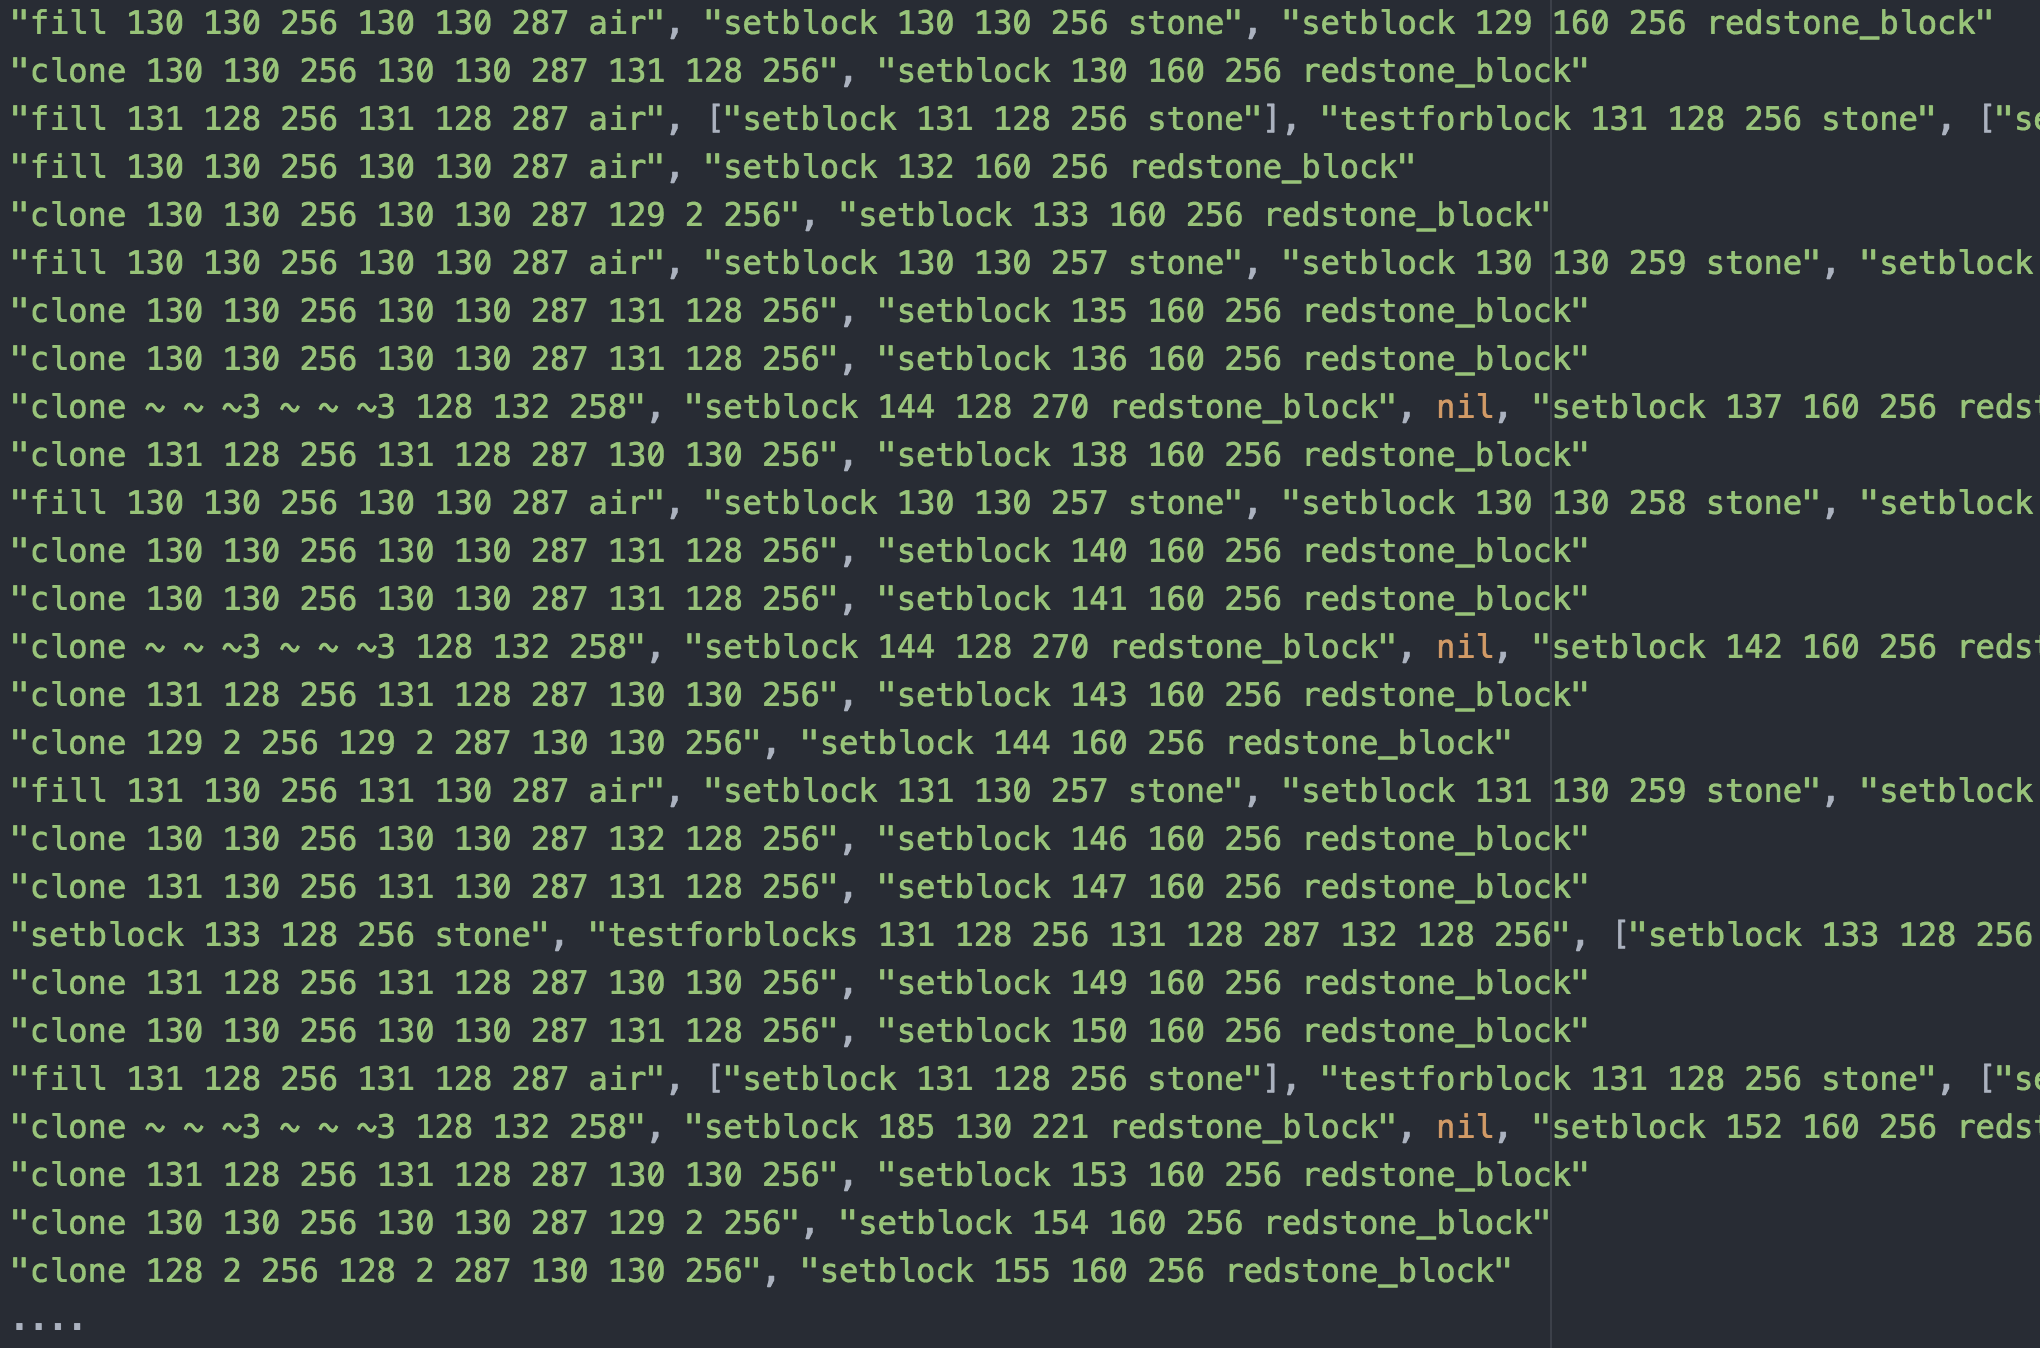 "fill 130 130 256 130 130 287 air", "setblock 130 130 256 stone", "setblock 129 160 256 redstone_block"
"clone 130 130 256 130 130 287 131 128 256", "setblock 130 160 256 redstone_block"
"fill 131 128 256 131 128 287 air", ["setblock 131 128 256 stone"], "testforblock 131 128 256 stone", ["se
"fill 130 130 256 130 130 287 air", "setblock 132 160 256 redstone_block"
"clone 130 130 256 130 130 287 129 2 256", "setblock 133 160 256 redstone_block"
"fill 130 130 256 130 130 287 air", "setblock 130 130 257 stone", "setblock 130 130 259 stone", "setblock
"clone 130 130 256 130 130 287 131 128 256", "setblock 135 160 256 redstone_block"
"clone 130 130 256 130 130 287 131 128 256", "setblock 136 160 256 redstone_block"
"clone ~ ~ ~3 ~ ~ ~3 128 132 258", "setblock 144 128 270 redstone_block", nil, "setblock 137 160 256 redst
"clone 131 128 256 131 128 287 130 130 256", "setblock 138 160 256 redstone_block"
"fill 130 130 256 130 130 287 air", "setblock 130 130 257 stone", "setblock 130 130 258 stone", "setblock
"clone 130 130 256 130 130 287 131 128 256", "setblock 140 160 256 redstone_block"
"clone 130 130 256 130 130 287 131 128 256", "setblock 141 160 256 redstone_block"
"clone ~ ~ ~3 ~ ~ ~3 128 132 258", "setblock 144 128 270 redstone_block", nil, "setblock 142 160 256 redst
"clone 131 128 256 131 128 287 130 130 256", "setblock 143 160 256 redstone_block"
"clone 129 2 256 129 2 287 130 130 256", "setblock 144 160 256 redstone_block"
"fill 131 130 256 131 130 287 air", "setblock 131 130 257 stone", "setblock 131 130 259 stone", "setblock
"clone 130 130 256 130 130 287 132 128 256", "setblock 146 160 256 redstone_block"
"clone 131 130 256 131 130 287 131 128 256", "setblock 147 160 256 redstone_block"
"setblock 133 128 256 stone", "testforblocks 131 128 256 131 128 287 132 128 256", ["setblock 133 128 256
"clone 131 128 256 131 128 287 130 130 256", "setblock 149 160 256 redstone_block"
"clone 130 130 256 130 130 287 131 128 256", "setblock 150 160 256 redstone_block"
"fill 131 128 256 131 128 287 air", ["setblock 131 128 256 stone"], "testforblock 131 128 256 stone", ["se
"clone ~ ~ ~3 ~ ~ ~3 128 132 258", "setblock 185 130 221 redstone_block", nil, "setblock 152 160 256 redst
"clone 131 128 256 131 128 287 130 130 256", "setblock 153 160 256 redstone_block"
"clone 130 130 256 130 130 287 129 2 256", "setblock 154 160 256 redstone_block"
"clone 128 2 256 128 2 287 130 130 256", "setblock 155 160 256 redstone_block"
....